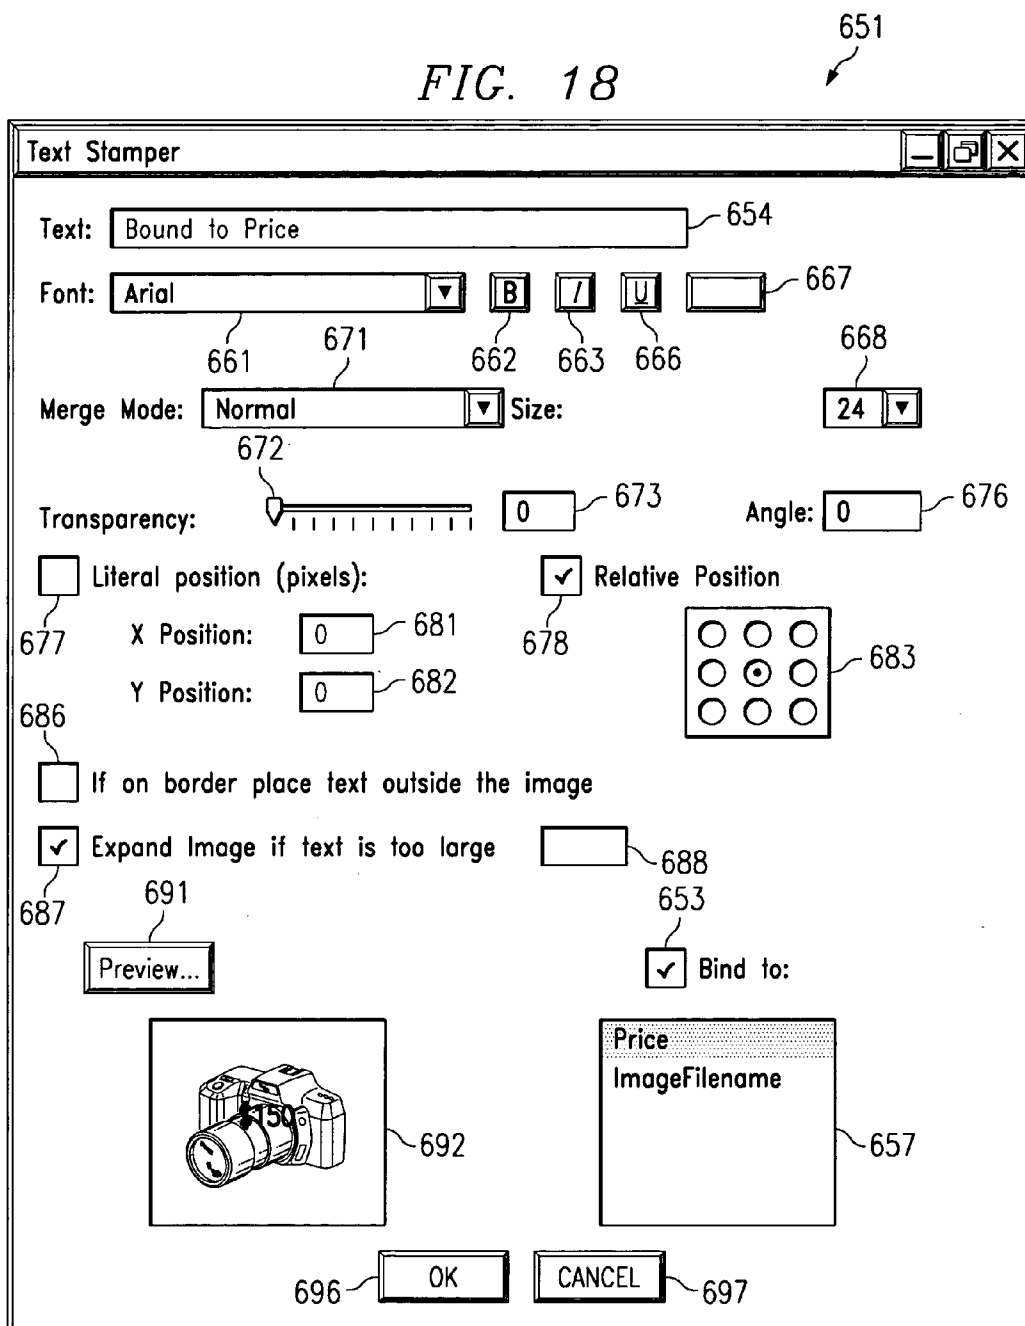 651
FIG. 18
Text Stamper
Text: Bound to Price 654
Font: Arial B I U 667
661 671 662 663 666 668
Merge Mode: Normal Size: 24
672
Transparency: 0 673 Angle: 0 676
Literal position (pixels): Relative Position
677 X Position: 0 681 678 683
Y Position: 0 682
686
If on border place text outside the image
Expand Image if text is too large 688
687 691 653
Preview... Bind to:
Price
ImageFilename
150
692 657
696 OK CANCEL 697